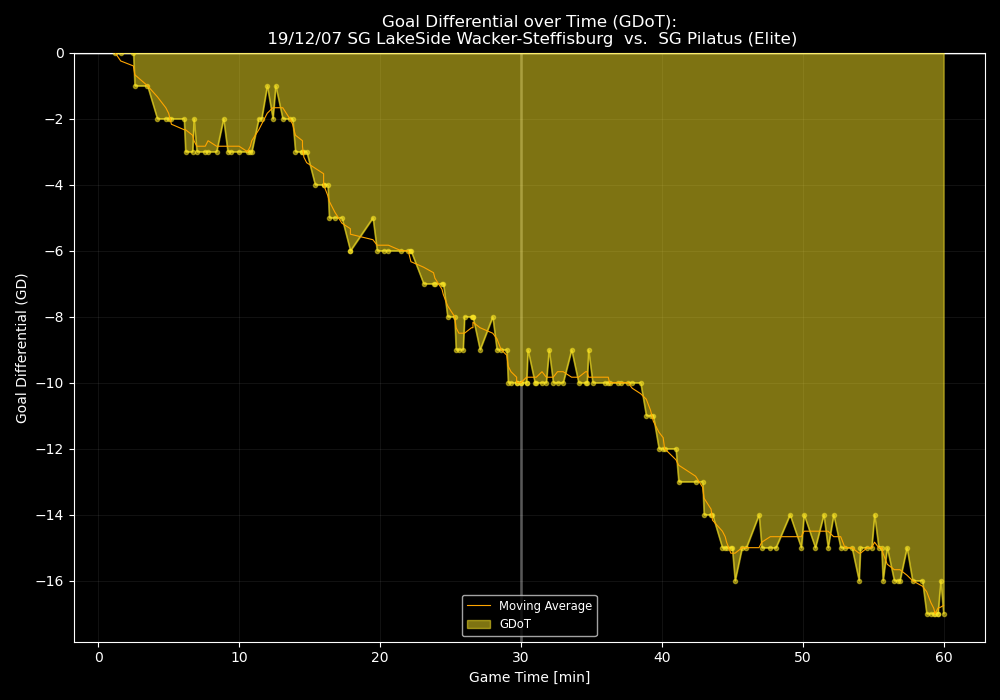 Goal Differential over Time (GDoT):
19/12/07 SG LakeSide Wacker-Steffisburg  vs.  SG Pilatus (Elite)
0
−2
−4
−6
−8
−10
−12
−14
−16
Goal Differential (GD)
Moving Average
GDoT
0 10 20 30 40 50 60
Game Time [min]